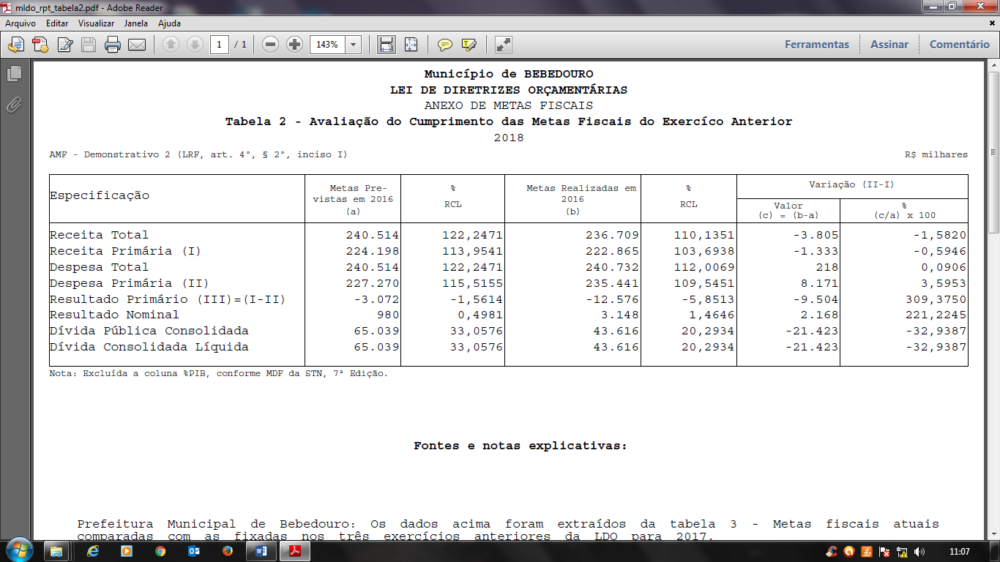 mldo_rpt_tabela2.pdf - Adobe Reader
Arquivo Editar Visualizar Janela Ajuda
1 / 1 143% Ferramentas Assinar Comentário
Município de BEBEDOURO
LEI DE DIRETRIZES ORÇAMENTÁRIAS
ANEXO DE METAS FISCAIS
Tabela 2 - Avaliação do Cumprimento das Metas Fiscais do Exercíco Anterior
2018
AMF - Demonstrativo 2 (LRF, art. 4°, § 2°, inciso I) R$ milhares
Especificação
Metas Pre-
vistas em 2016
(a)
%
RCL
Metas Realizadas em
2016
(b)
%
RCL
Variação (II-I)
Valor
(c) = (b-a)
%
(c/a) x 100
Receita Total 240.514 122,2471 236.709 110,1351 -3.805 -1,5820
Receita Primária (I) 224.198 113,9541 222.865 103,6938 -1.333 -0,5946
Despesa Total 240.514 122,2471 240.732 112,0069 218 0,0906
Despesa Primária (II) 227.270 115,5155 235.441 109,5451 8.171 3,5953
Resultado Primário (III)=(I-II) -3.072 -1,5614 -12.576 -5,8513 -9.504 309,3750
Resultado Nominal 980 0,4981 3.148 1,4646 2.168 221,2245
Dívida Pública Consolidada 65.039 33,0576 43.616 20,2934 -21.423 -32,9387
Dívida Consolidada Líquida 65.039 33,0576 43.616 20,2934 -21.423 -32,9387
Nota: Excluída a coluna %PIB, conforme MDF da STN, 7ª Edição.
Fontes e notas explicativas:
Prefeitura Municipal de Bebedouro: Os dados acima foram extraídos da tabela 3 - Metas fiscais atuais
comparadas com as fixadas nos três exercícios anteriores da LDO para 2017.
11:07